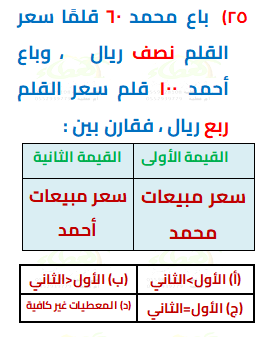 ٢٥) باع محمد ٦٠ قلمًا سعر
القلم نصف ريال ، وباع
أحمد ١٠٠ قلم سعر القلم
ربع ريال ، فقارن بين :
القيمة الأولى القيمة الثانية
سعر مبيعات محمد سعر مبيعات أحمد
(أ) الأول>الثاني (ب) الأول<الثاني
(ج) الأول=الثاني (د) المعطيات غير كافية